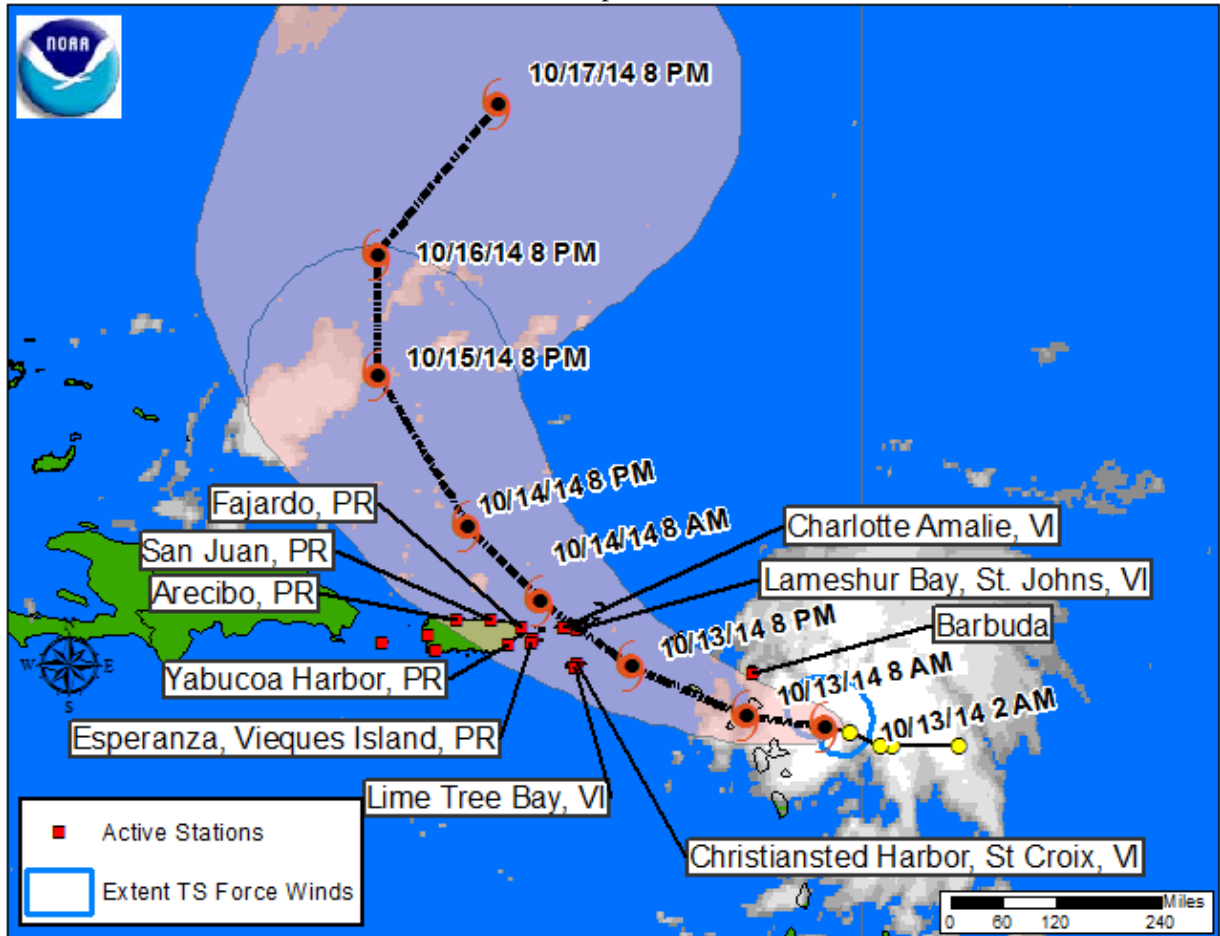 NOAA
10/17/14 8 PM
10/16/14 8 PM
10/15/14 8 PM
10/14/14 8 PM
Fajardo, PR
10/14/14 8 AM
Charlotte Amalie, VI
San Juan, PR
Lameshur Bay, St. Johns, VI
Arecibo, PR
10/13/14 8 PM
Barbuda
N
W E
S
Yabucoa Harbor, PR
10/13/14 8 AM
10/13/14 2 AM
Esperanza, Vieques Island, PR
Lime Tree Bay, VI
Christiansted Harbor, St Croix, VI
Active Stations
Extent TS Force Winds
Miles
0 60 120 240